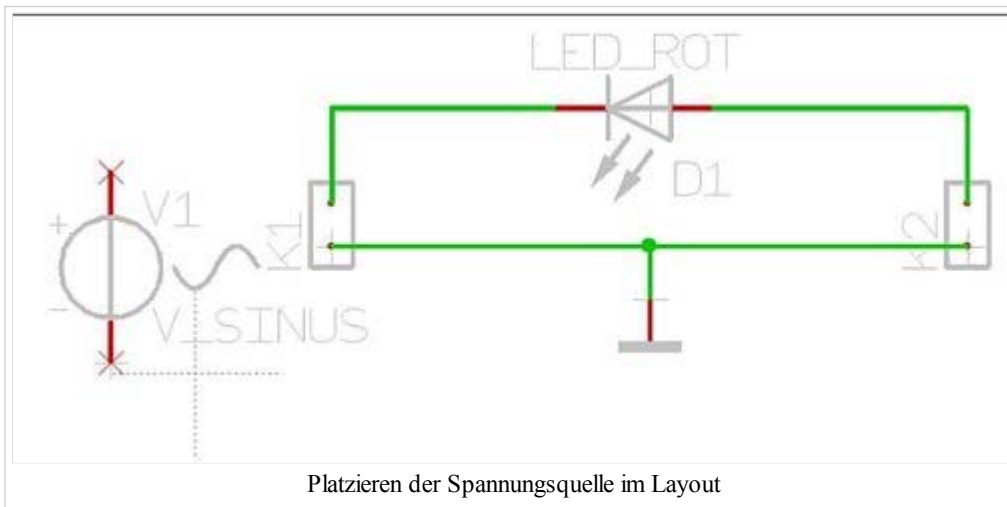 LED_ROT
D1
V1
+
-
V_SINUS
K1
K2
Platzieren der Spannungsquelle im Layout